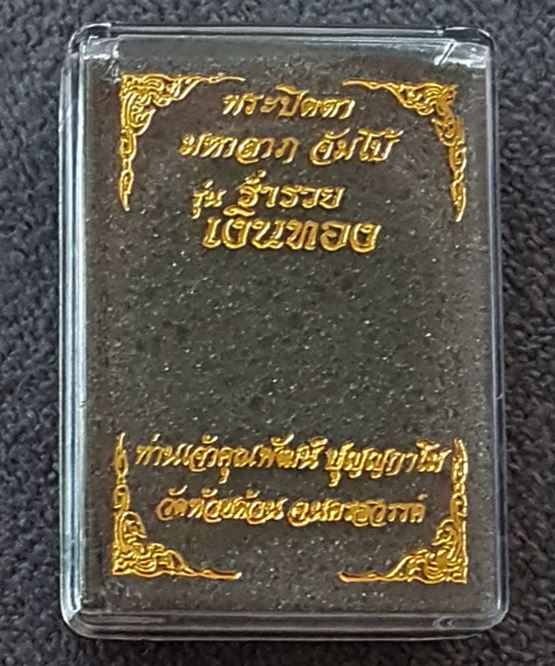 พระปิดตา
มหาลาภ จัมโบ้
รุ่น ร่ำรวย
เงินทอง
ท่านเจ้าคุณพัฒน์ ปุญญกาโม
วัดห้วยด้วน จ.นครสวรรค์